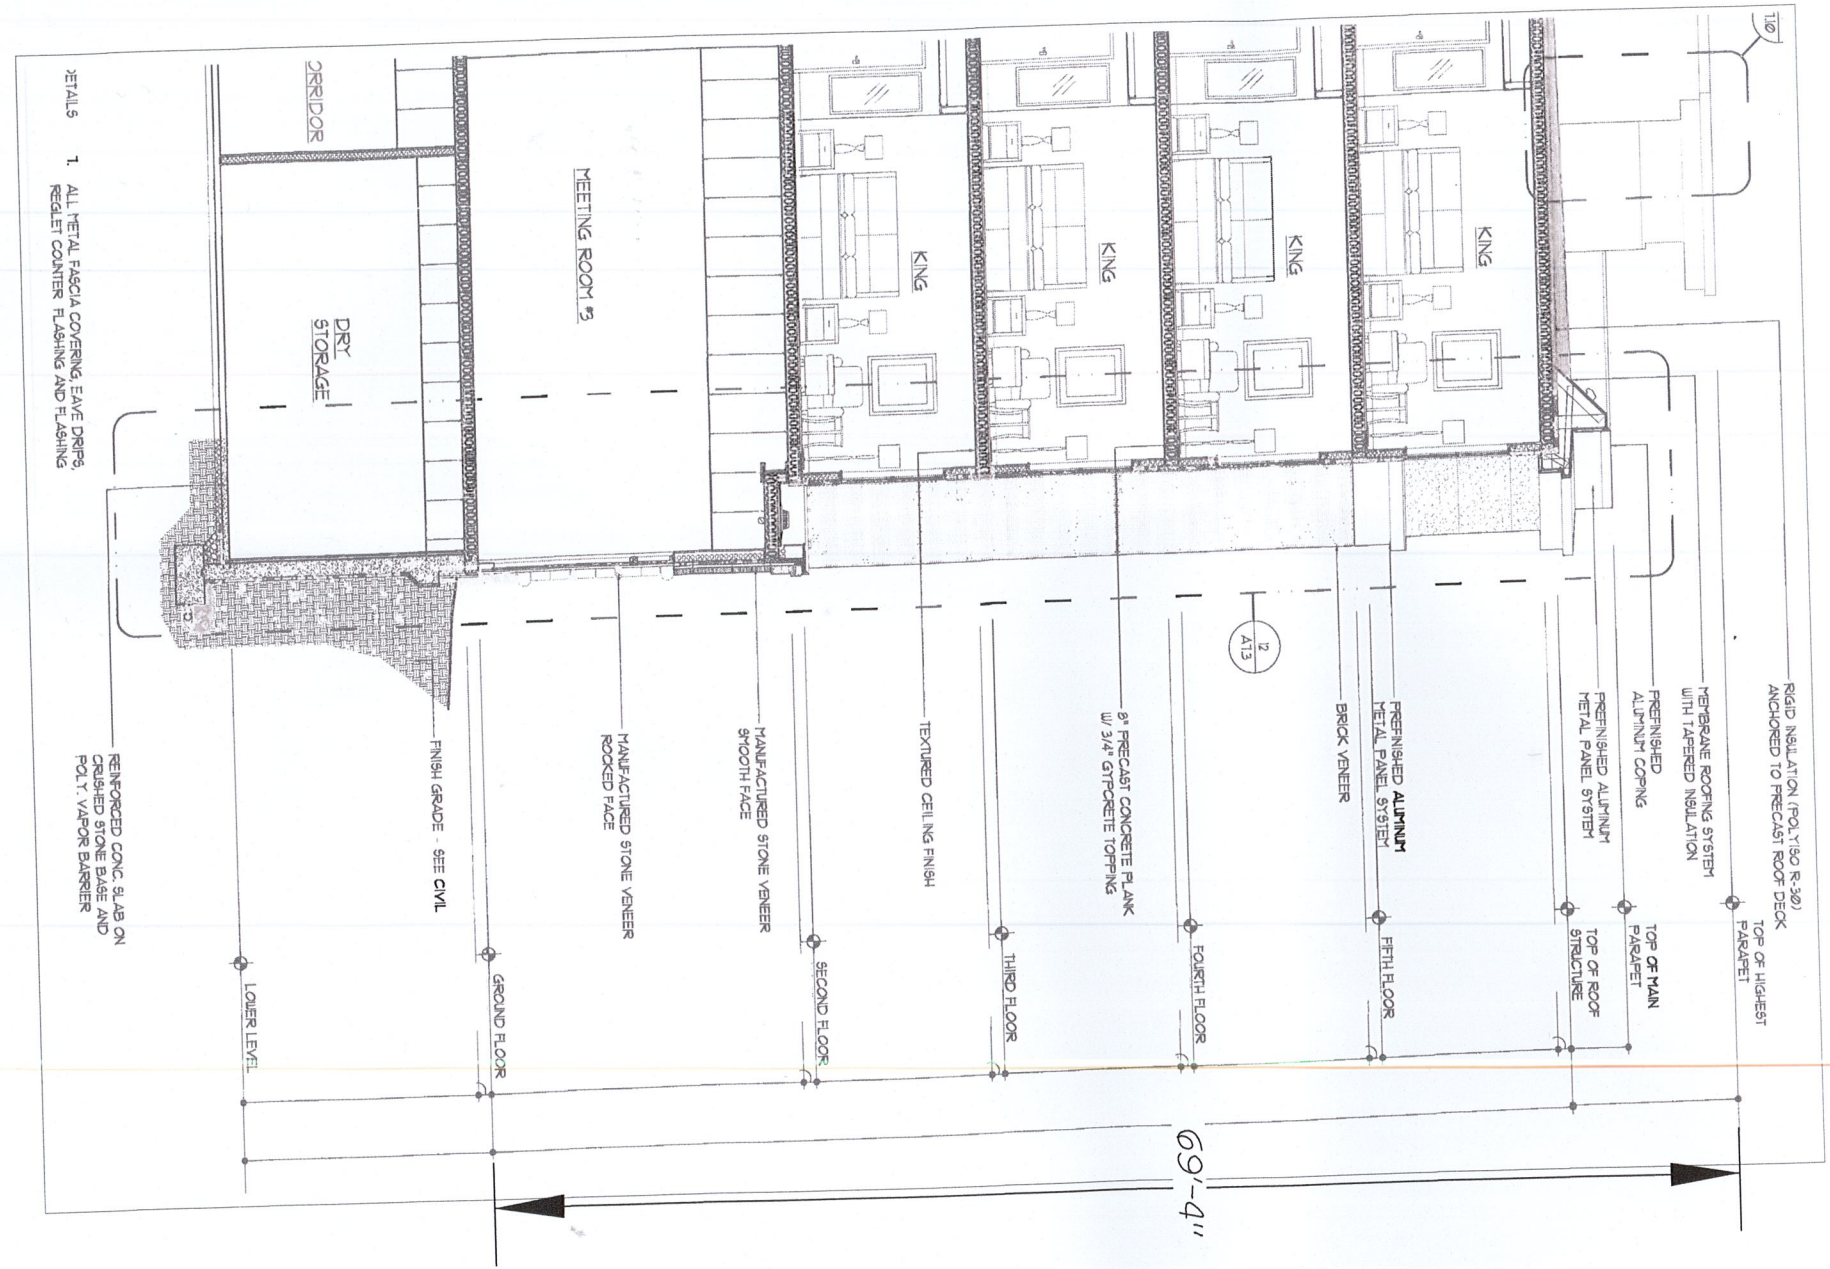 RIGID INSULATION (POLYISO R-30)
ANCHORED TO PRECAST ROOF DECK
MEMBRANE ROOFING SYSTEM
WITH TAPERED INSULATION
PREFINISHED
ALUMINUM COPING
PREFINISHED ALUMINUM
METAL PANEL SYSTEM
PREFINISHED ALUMINUM
METAL PANEL SYSTEM
BRICK VENEER
8" PRECAST CONCRETE PLANK
W/ 3/4" GYPCRETE TOPPING
TEXTURED CEILING FINISH
MANUFACTURED STONE VENEER
SMOOTH FACE
MANUFACTURED STONE VENEER
ROCKED FACE
FINISH GRADE - SEE CIVIL
REINFORCED CONC. SLAB ON
CRUSHED STONE BASE AND
POLY. VAPOR BARRIER
TOP OF HIGHEST
PARAPET
TOP OF MAIN
PARAPET
TOP OF ROOF
STRUCTURE
FIFTH FLOOR
FOURTH FLOOR
THIRD FLOOR
SECOND FLOOR
GROUND FLOOR
LOWER LEVEL
69'-4"
12
A7.3
KING
KING
KING
KING
MEETING ROOM #3
ORRIDOR
DRY
STORAGE
ETAILS
1. ALL METAL FASCIA COVERING, EAVE DRIPS,
REGLET COUNTER FLASHING AND FLASHING